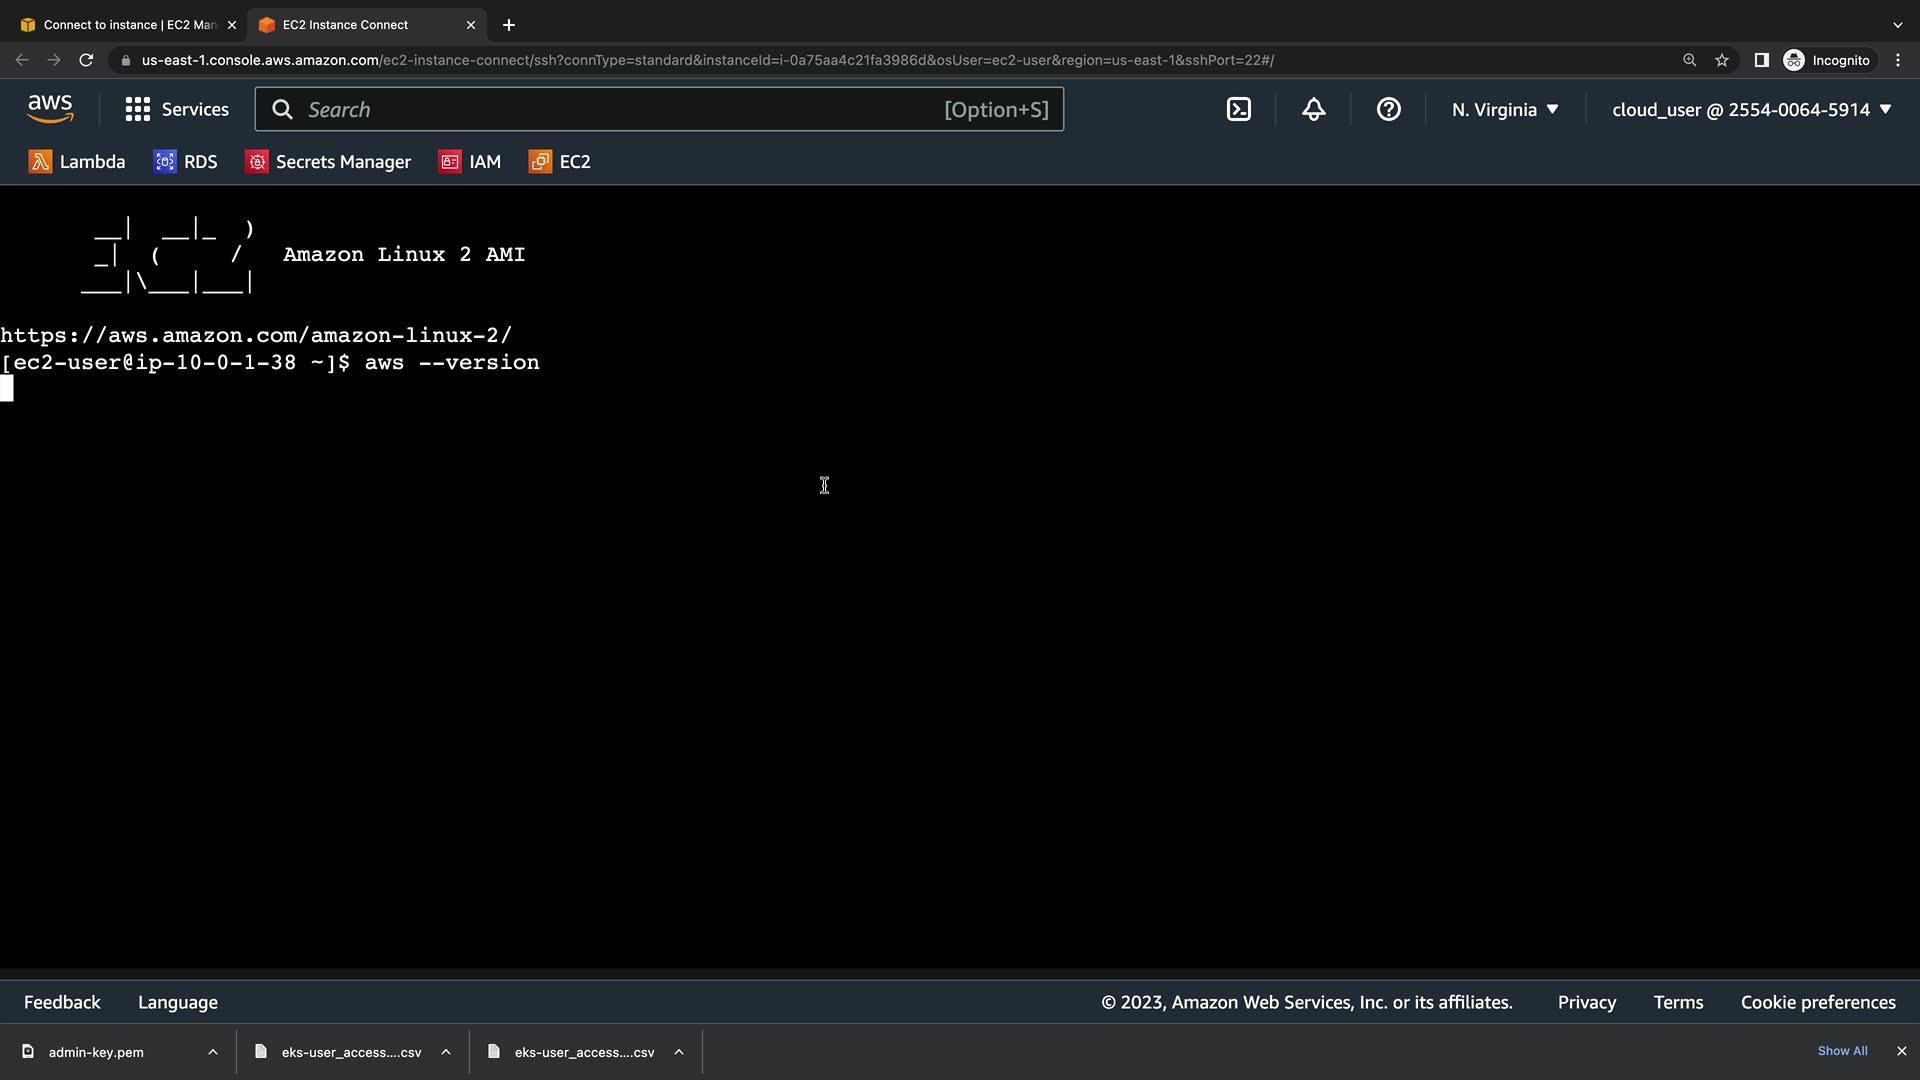 Connect to instance | EC2 Man
EC2 Instance Connect
us-east-1.console.aws.amazon.com/ec2-instance-connect/ssh?connType=standard&instanceId=i-0a75aa4c21fa3986d&osUser=ec2-user&region=us-east-1&sshPort=22#/
Incognito
aws
Services
Search
[Option+S]
N. Virginia
cloud_user @ 2554-0064-5914
Lambda
RDS
Secrets Manager
IAM
EC2
       __|  __|_  )
       _|  (     /   Amazon Linux 2 AMI
      ___|\___|___|
https://aws.amazon.com/amazon-linux-2/
[ec2-user@ip-10-0-1-38 ~]$ aws --version
Feedback
Language
© 2023, Amazon Web Services, Inc. or its affiliates.
Privacy
Terms
Cookie preferences
admin-key.pem
eks-user_access....csv
eks-user_access....csv
Show All